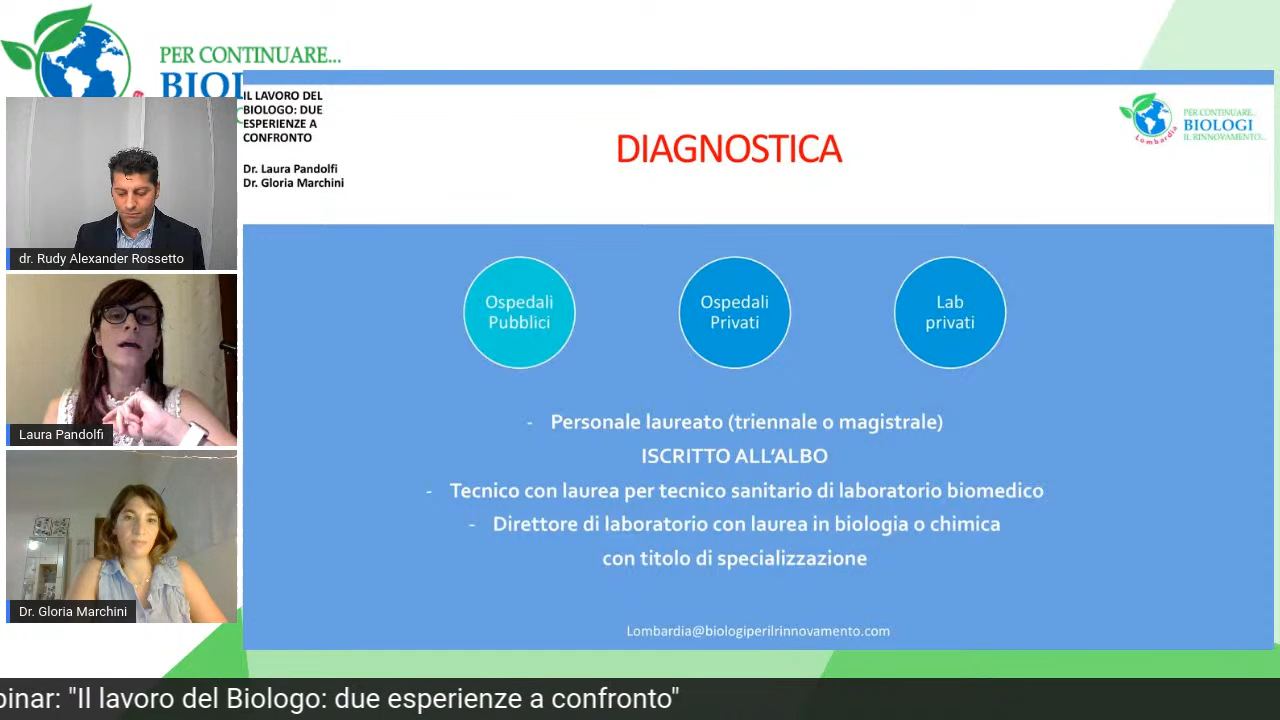 PER CONTINUARE...
BIOL
IL LAVORO DEL
BIOLOGO: DUE
ESPERIENZE A
CONFRONTO
Dr. Laura Pandolfi
Dr. Gloria Marchini
DIAGNOSTICA
PER CONTINUARE...
BIOLOGI
IL RINNOVAMENTO...
Lombardia
dr. Rudy Alexander Rossetto
Laura Pandolfi
Dr. Gloria Marchini
Ospedali
Pubblici
Ospedali
Privati
Lab
privati
- Personale laureato (triennale o magistrale)
ISCRITTO ALL'ALBO
- Tecnico con laurea per tecnico sanitario di laboratorio biomedico
- Direttore di laboratorio con laurea in biologia o chimica
con titolo di specializzazione
Lombardia@biologiperilrinnovamento.com
binar: "Il lavoro del Biologo: due esperienze a confronto"